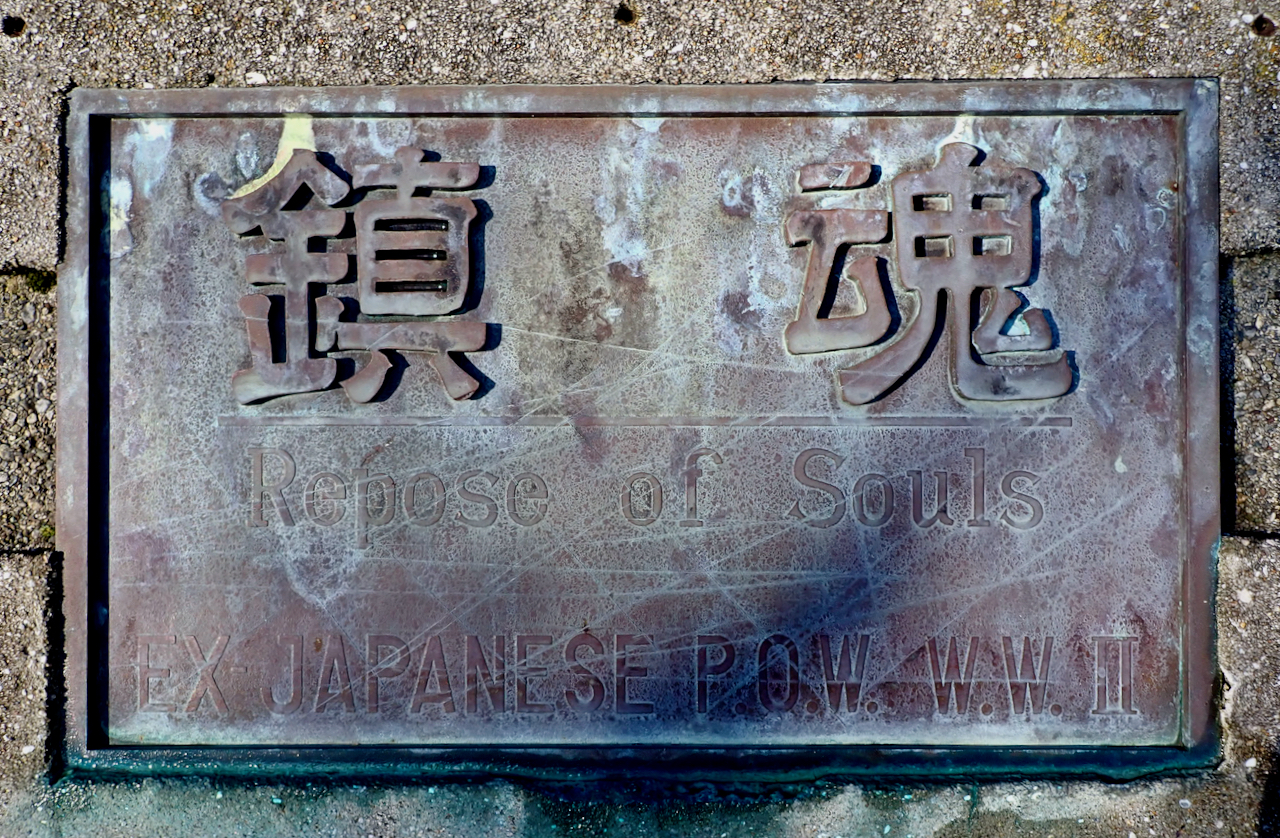 鎮魂
Repose of Souls
EX-JAPANESE P.O.W. W.W. II